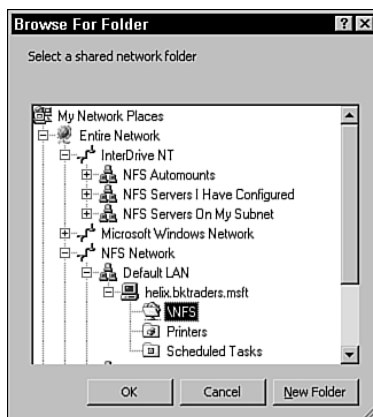 Browse For Folder
Select a shared network folder
My Network Places
Entire Network
InterDrive NT
NFS Automounts
NFS Servers I Have Configured
NFS Servers On My Subnet
Microsoft Windows Network
NFS Network
Default LAN
helix.bktraders.msft
\NFS
Printers
Scheduled Tasks
OK Cancel New Folder